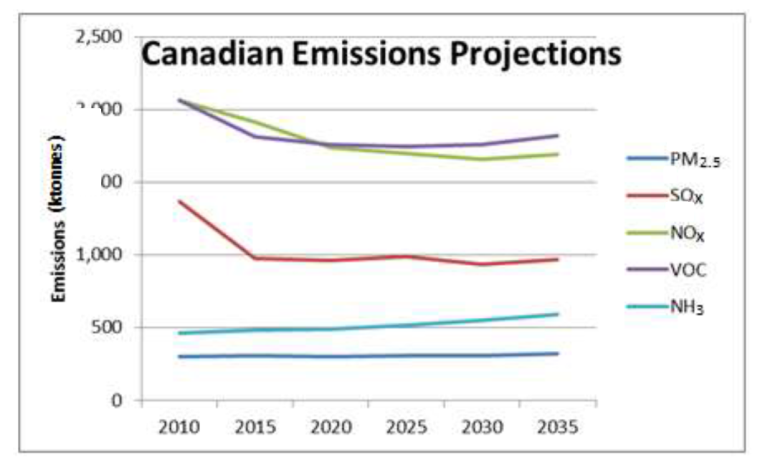 Canadian Emissions Projections
2,500
00
1,000
500
0
Emissions (ktonnes)
2010 2015 2020 2025 2030 2035
PM2.5
SOX
NOX
VOC
NH3